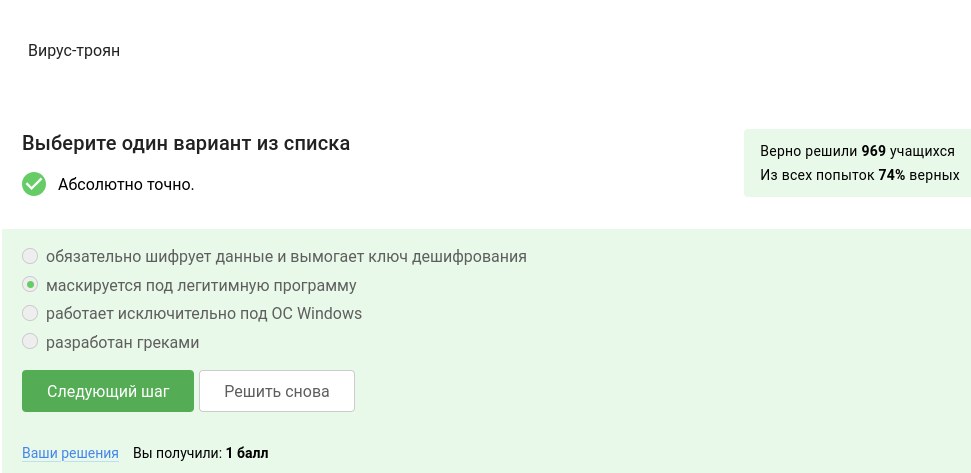 Вирус-троян
Выберите один вариант из списка
Абсолютно точно.
Верно решили 969 учащихся
Из всех попыток 74% верных
обязательно шифрует данные и вымогает ключ дешифрования
маскируется под легитимную программу
работает исключительно под ОС Windows
разработан греками
Следующий шаг Решить снова
Ваши решения Вы получили: 1 балл